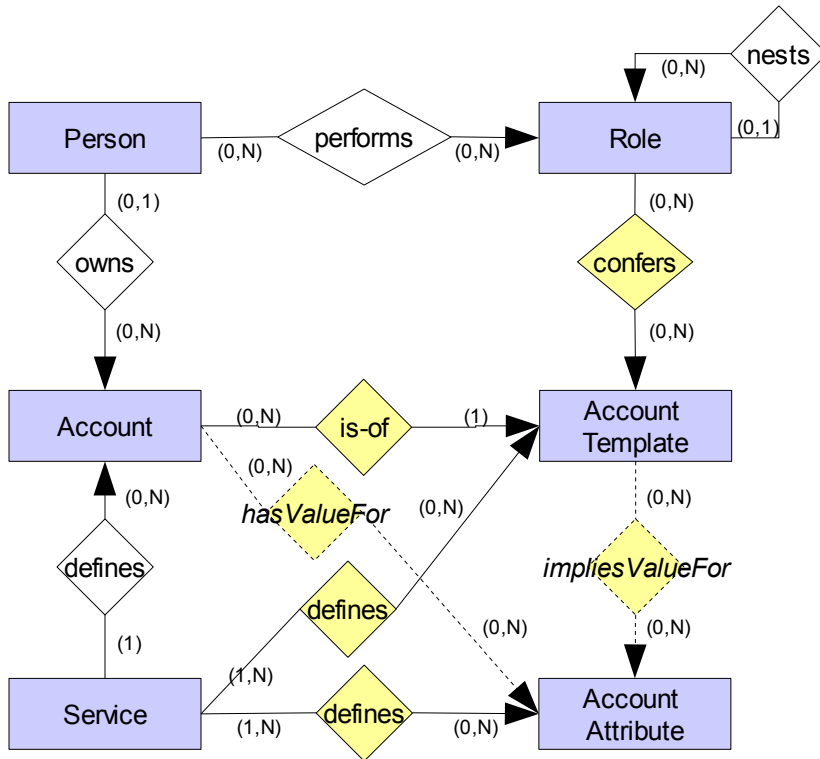 nests
(0,N)
Person
performs
Role
(0,1)
(0,N)
(0,N)
(0,1)
(0,N)
owns
confers
(0,N)
(0,N)
Account
(0,N)
is-of
(1)
Account
Template
(0,N)
(0,N)
(0,N)
hasValueFor
(0,N)
defines
impliesValueFor
defines
(0,N)
(0,N)
(1)
(1,N)
Service
(1,N)
defines
(0,N)
Account
Attribute